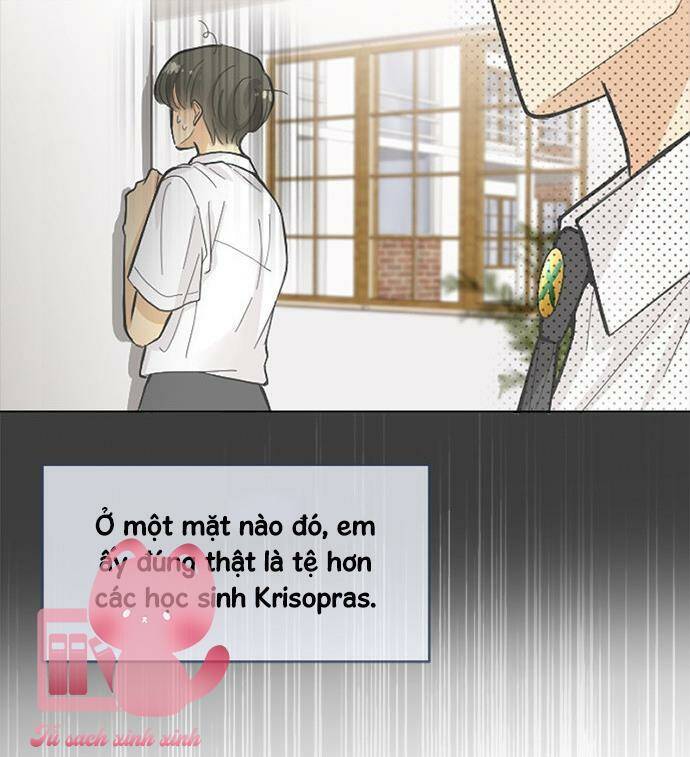 Ở một mặt nào đó, em
ấy đúng thật là tệ hơn
các học sinh Krisopras.
Tủ sách xinh xinh